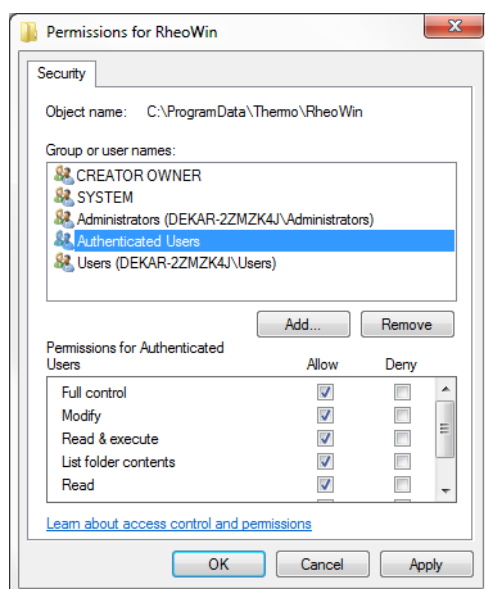 Permissions for RheoWin
Security
Object name: C:\ProgramData\Thermo\RheoWin
Group or user names:
CREATOR OWNER
SYSTEM
Administrators (DEKAR-2ZMZK4J\Administrators)
Authenticated Users
Users (DEKAR-2ZMZK4J\Users)
Add... Remove
Permissions for Authenticated
Users Allow Deny
Full control
Modify
Read & execute
List folder contents
Read
Learn about access control and permissions
OK Cancel Apply